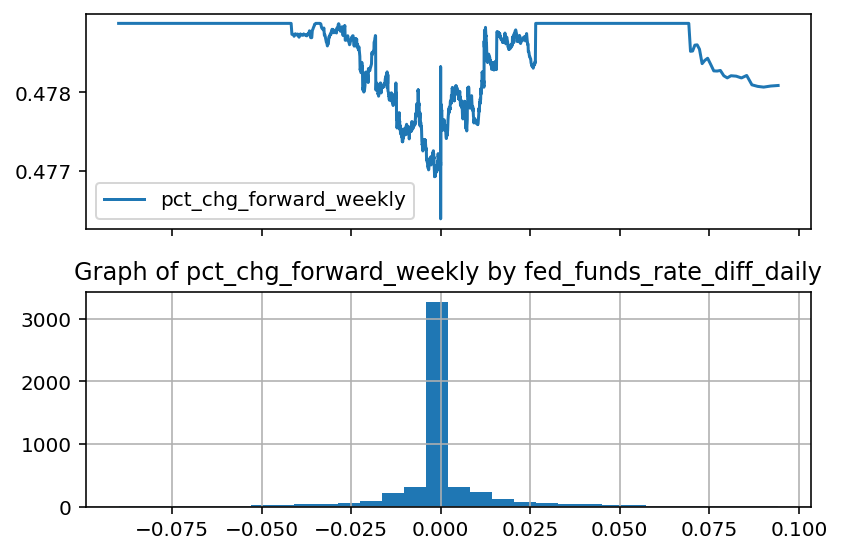 0.478
0.477
pct_chg_forward_weekly
Graph of pct_chg_forward_weekly by fed_funds_rate_diff_daily
3000
2000
1000
0
−0.075 −0.050 −0.025 0.000 0.025 0.050 0.075 0.100